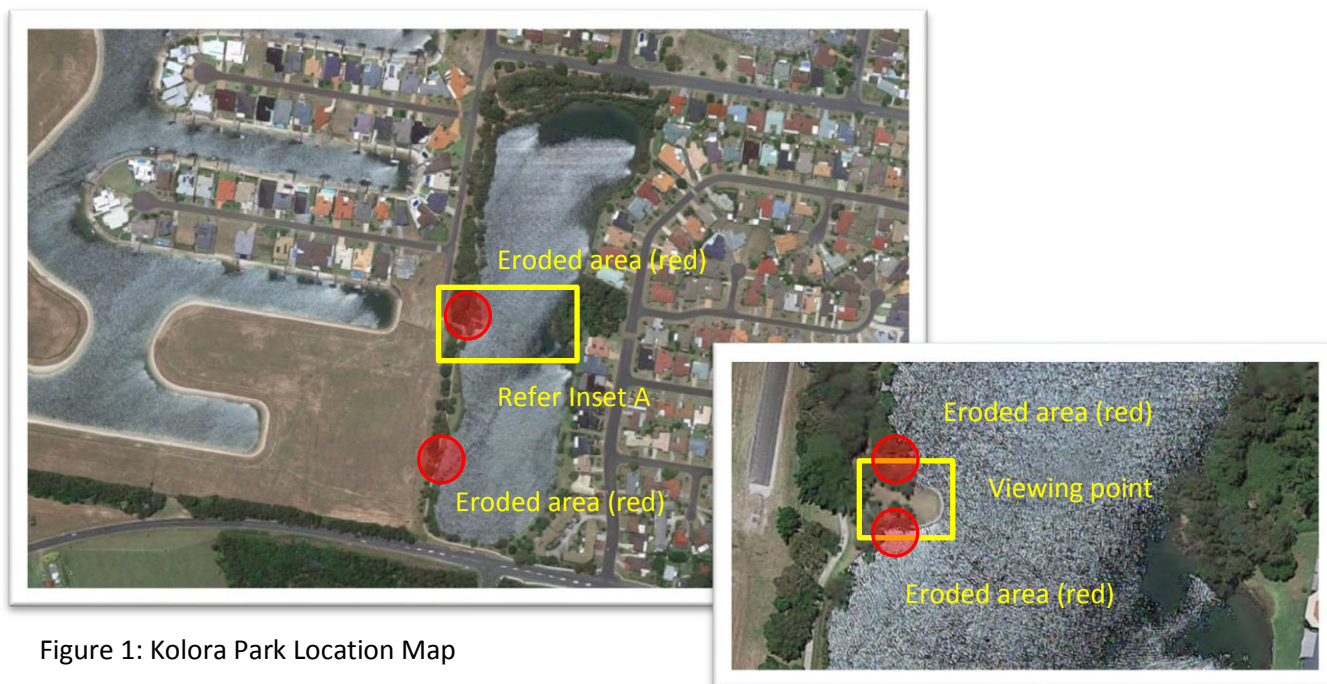 Eroded area (red)
Refer Inset A
Eroded area (red)
Eroded area (red)
Viewing point
Eroded area (red)
Figure 1: Kolora Park Location Map